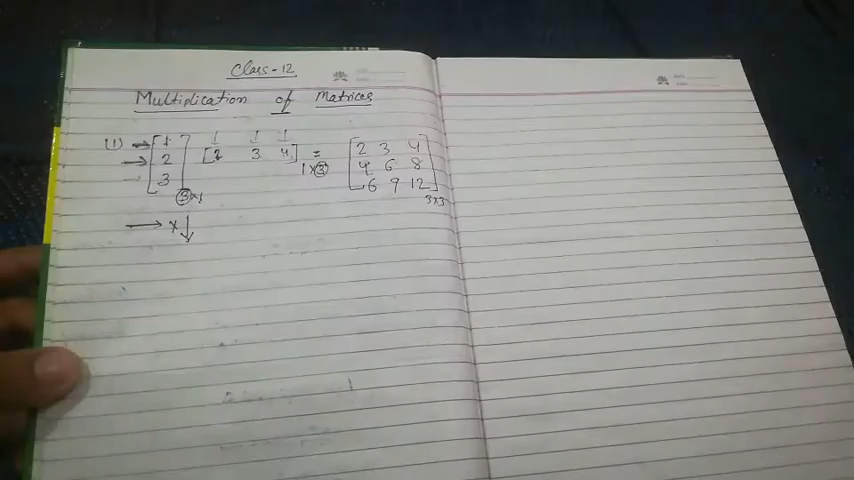 Class - 12
Multiplication of Matrices
(1) → [1 [2 3 4] = [2 3 4
→ 2 1×3 4 6 8
→ 3] 6 9 12]
3×1 3×3
→ × ↓